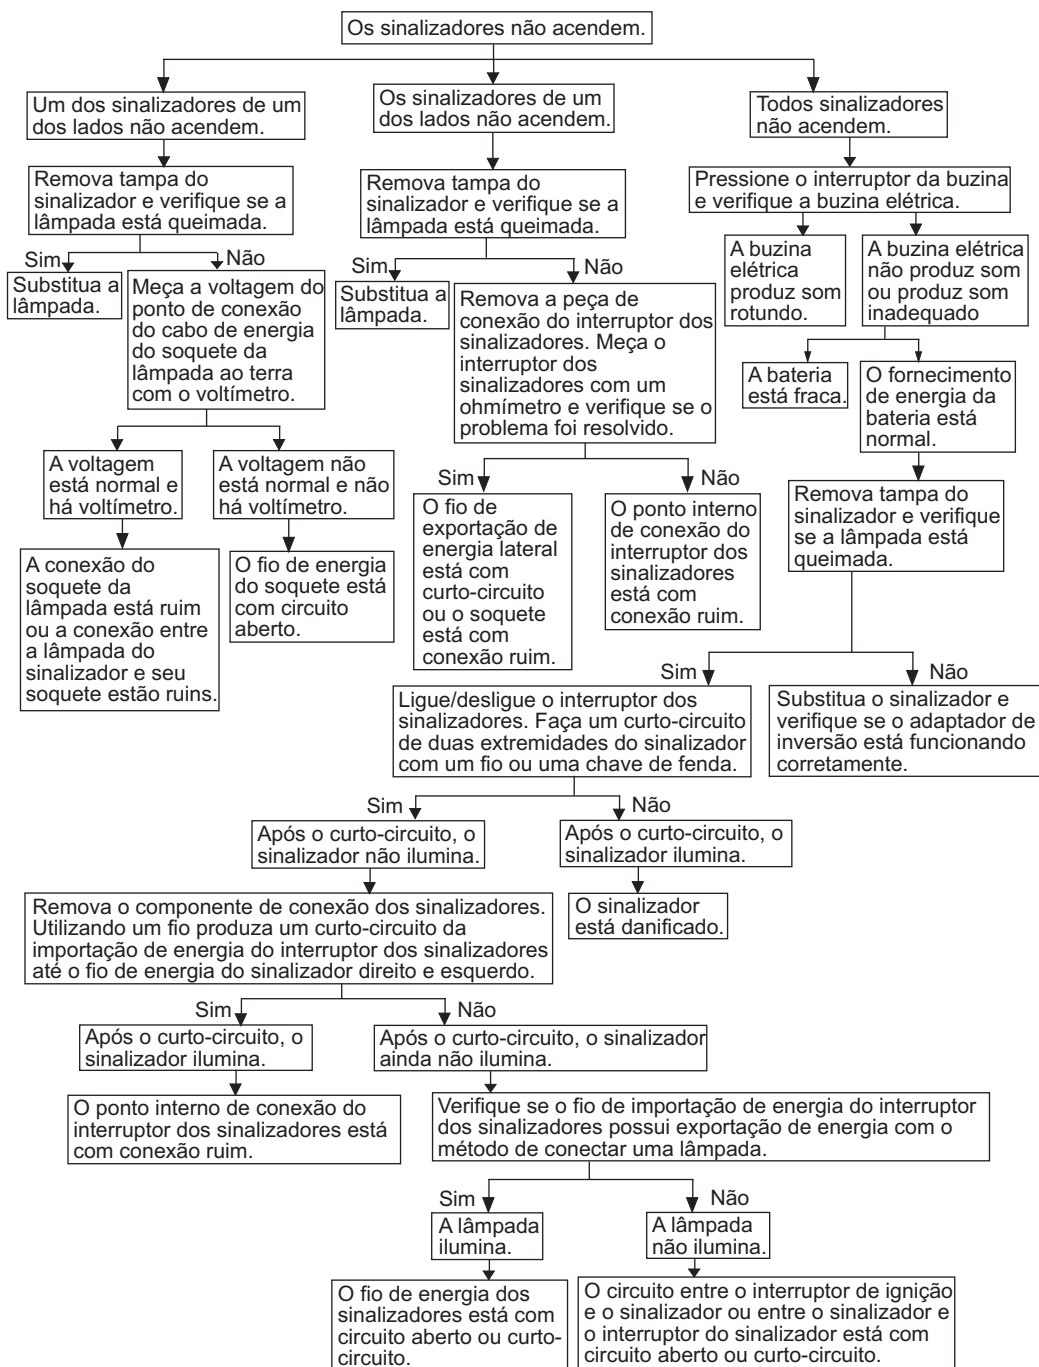 Os sinalizadores não acendem.
Um dos sinalizadores de um
dos lados não acendem.
Os sinalizadores de um
dos lados não acendem.
Todos sinalizadores
não acendem.
Remova tampa do
sinalizador e verifique se a
lâmpada está queimada.
Remova tampa do
sinalizador e verifique se a
lâmpada está queimada.
Pressione o interruptor da buzina
e verifique a buzina elétrica.
Sim
Não
Substitua a
lâmpada.
Meça a voltagem do
ponto de conexão
do cabo de energia
do soquete da
lâmpada ao terra
com o voltímetro.
Sim
Não
Substitua a
lâmpada.
Remova a peça de
conexão do interruptor dos
sinalizadores. Meça o
interruptor dos
sinalizadores com um
ohmímetro e verifique se o
problema foi resolvido.
A buzina
elétrica
produz som
rotundo.
A buzina elétrica
não produz som
ou produz som
inadequado
A bateria
está fraca.
O fornecimento
de energia da
bateria está
normal.
A voltagem
está normal e
há voltímetro.
A voltagem não
está normal e não
há voltímetro.
A conexão do
soquete da
lâmpada está ruim
ou a conexão entre
a lâmpada do
sinalizador e seu
soquete estão ruins.
O fio de energia
do soquete está
com circuito
aberto.
Sim
Não
O fio de
exportação de
energia lateral
está com
curto-circuito
ou o soquete
está com
conexão ruim.
O ponto interno
de conexão do
interruptor dos
sinalizadores
está com
conexão ruim.
Remova tampa do
sinalizador e verifique
se a lâmpada está
queimada.
Sim
Não
Ligue/desligue o interruptor dos
sinalizadores. Faça um curto-circuito
de duas extremidades do sinalizador
com um fio ou uma chave de fenda.
Substitua o sinalizador e
verifique se o adaptador de
inversão está funcionando
corretamente.
Sim
Não
Após o curto-circuito, o
sinalizador não ilumina.
Após o curto-circuito, o
sinalizador ilumina.
Remova o componente de conexão dos sinalizadores.
Utilizando um fio produza um curto-circuito da
importação de energia do interruptor dos sinalizadores
até o fio de energia do sinalizador direito e esquerdo.
O sinalizador
está danificado.
Sim
Não
Após o curto-circuito, o
sinalizador ilumina.
Após o curto-circuito, o sinalizador
ainda não ilumina.
O ponto interno de conexão do
interruptor dos sinalizadores está
com conexão ruim.
Verifique se o fio de importação de energia do interruptor
dos sinalizadores possui exportação de energia com o
método de conectar uma lâmpada.
Sim
Não
A lâmpada
ilumina.
A lâmpada
não ilumina.
O fio de energia dos
sinalizadores está com
circuito aberto ou curto-
circuito.
O circuito entre o interruptor de ignição
e o sinalizador ou entre o sinalizador e
o interruptor do sinalizador está com
circuito aberto ou curto-circuito.